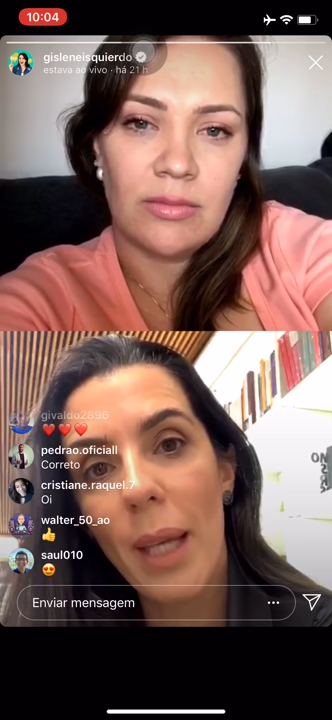 10:04
gisleneisquierdo
estava ao vivo · há 21 h
givaldo2896
❤️❤️❤️
pedrao.oficiall
Correto
cristiane.raquel.7
Oi
walter_50_ao
👍
saul010
😍
Enviar mensagem